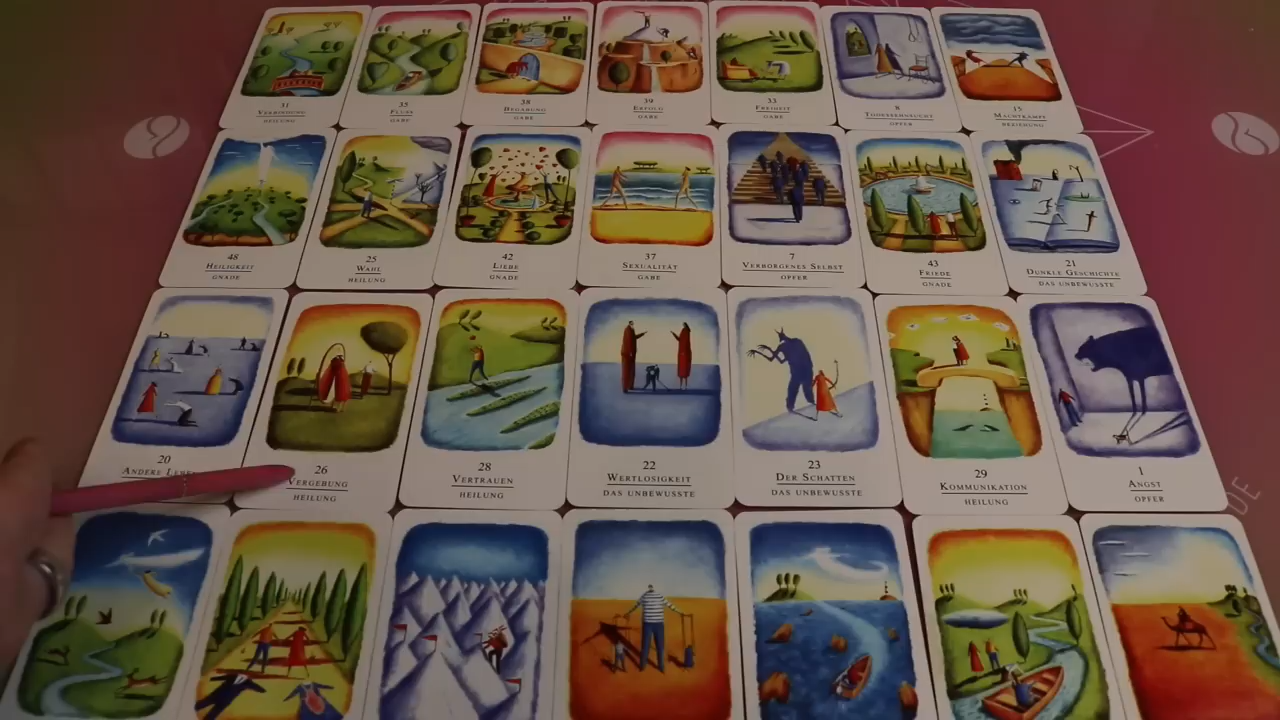 31
VERBINDUNG
HEILUNG
35
FLUSS
GABE
38
BEGABUNG
GABE
39
ERFOLG
GABE
33
FREIHEIT
GABE
8
TODESSEHNSUCHT
OPFER
15
MACHTKAMPF
BEZIEHUNG
48
HEILIGKEIT
GNADE
25
WAHL
HEILUNG
42
LIEBE
GNADE
37
SEXUALITÄT
GABE
7
VERBORGENES SELBST
OPFER
43
FRIEDE
GNADE
21
DUNKLE GESCHICHTE
DAS UNBEWUSSTE
20
ANDERE
26
VERGEBUNG
HEILUNG
28
VERTRAUEN
HEILUNG
22
WERTLOSIGKEIT
DAS UNBEWUSSTE
23
DER SCHATTEN
DAS UNBEWUSSTE
29
KOMMUNIKATION
HEILUNG
1
ANGST
OPFER
DE